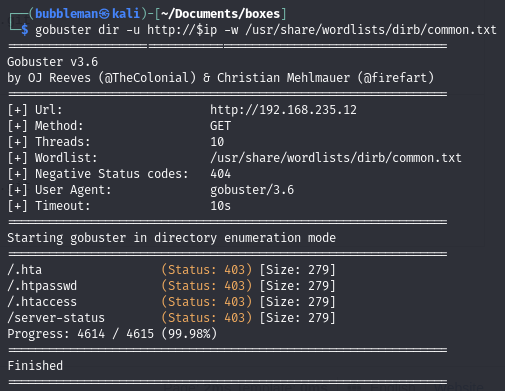 ┌──(bubbleman㉿kali)-[~/Documents/boxes]
└─$ gobuster dir -u http://$ip -w /usr/share/wordlists/dirb/common.txt
===============================================================
Gobuster v3.6
by OJ Reeves (@TheColonial) & Christian Mehlmauer (@firefart)
===============================================================
[+] Url:                     http://192.168.235.12
[+] Method:                  GET
[+] Threads:                 10
[+] Wordlist:                /usr/share/wordlists/dirb/common.txt
[+] Negative Status codes:   404
[+] User Agent:              gobuster/3.6
[+] Timeout:                 10s
===============================================================
Starting gobuster in directory enumeration mode
===============================================================
/.hta                 (Status: 403) [Size: 279]
/.htpasswd            (Status: 403) [Size: 279]
/.htaccess            (Status: 403) [Size: 279]
/server-status        (Status: 403) [Size: 279]
Progress: 4614 / 4615 (99.98%)
===============================================================
Finished
===============================================================